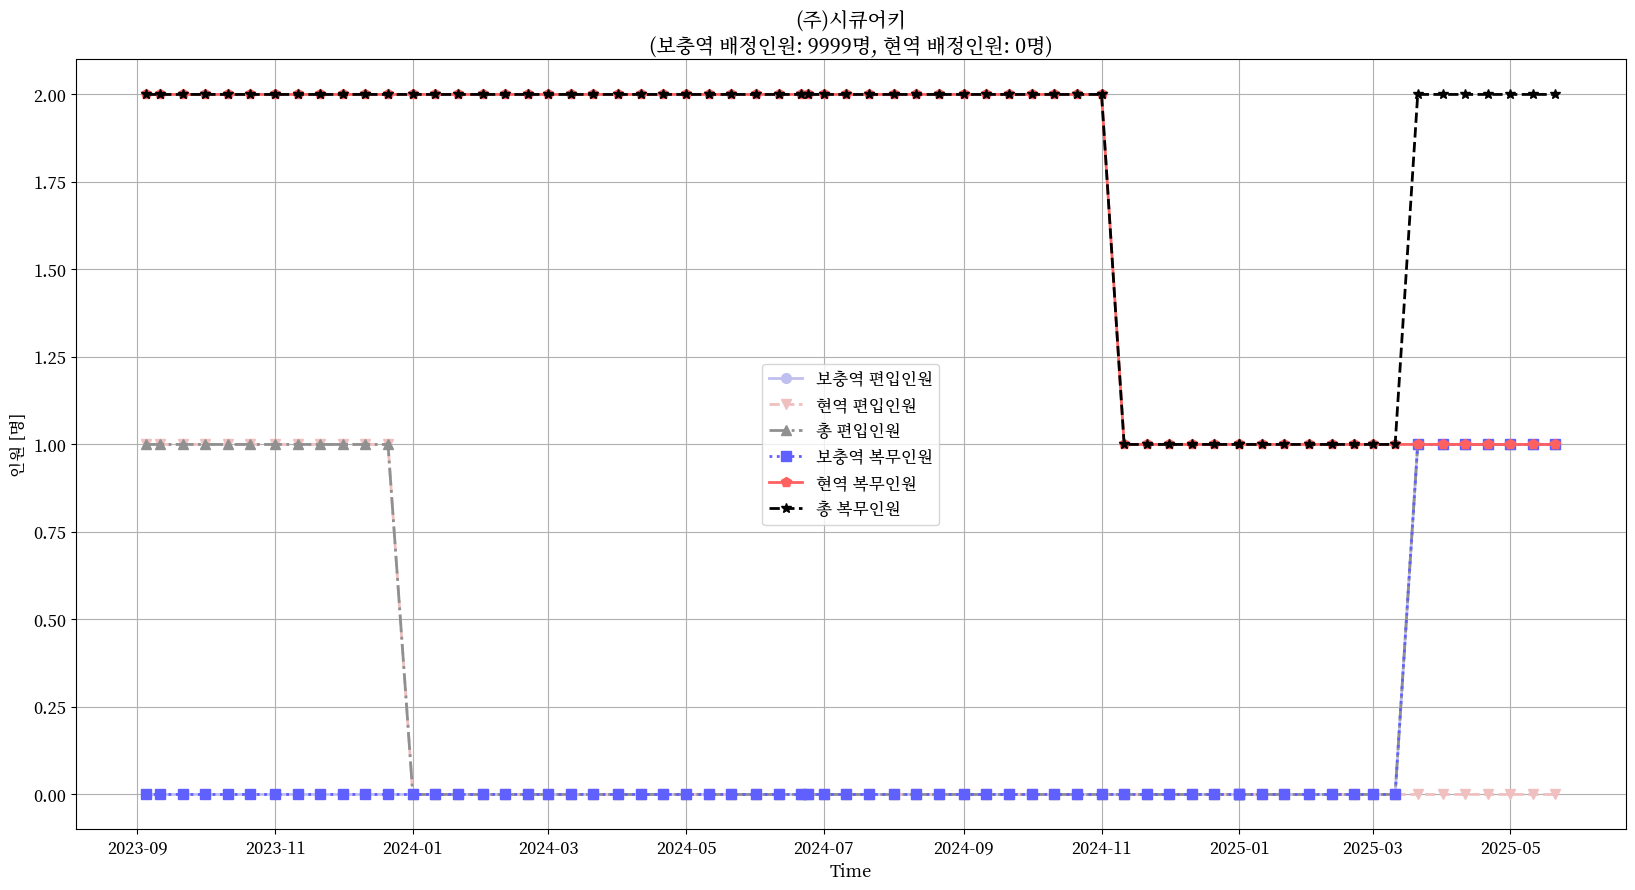 (주)시큐어키
(보충역 배정인원: 9999명, 현역 배정인원: 0명)
2.00
1.75
1.50
1.25
1.00
0.75
0.50
0.25
0.00
인원 [명]
보충역 편입인원
현역 편입인원
총 편입인원
보충역 복무인원
현역 복무인원
총 복무인원
2023-09
2023-11
2024-01
2024-03
2024-05
2024-07
2024-09
2024-11
2025-01
2025-03
2025-05
Time